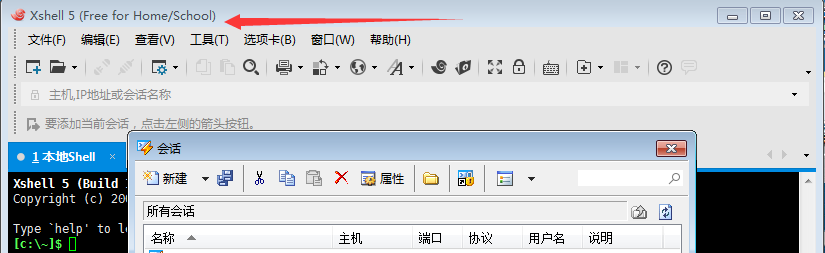 Xshell 5 (Free for Home/School)
文件(F) 编辑(E) 查看(V) 工具(T) 选项卡(B) 窗口(W) 帮助(H)
主机,IP地址或会话名称
要添加当前会话，点击左侧的箭头按钮。
会话
1 本地Shell
新建 属性
Xshell 5 (Build
Copyright (c) 20
所有会话
Type `help' to l
名称 主机 端口 协议 用户名 说明
[c:\~]$